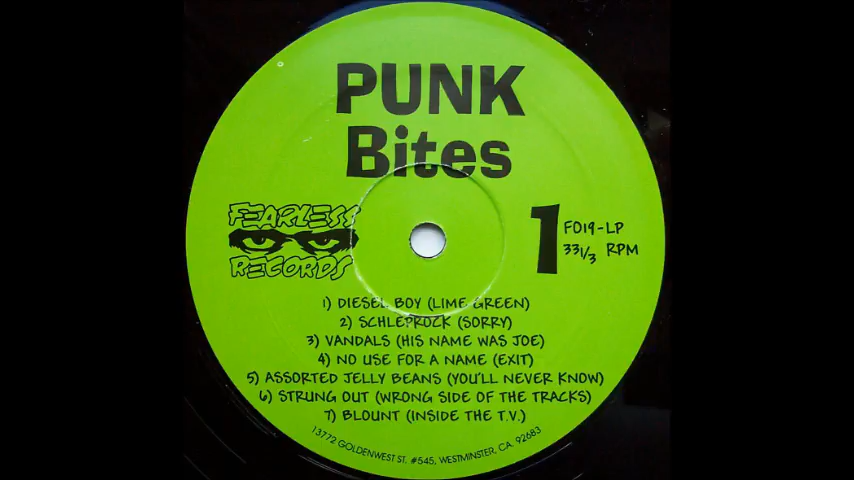 PUNK
Bites
FEARLESS
RECORDS
1
F019-LP
33 1/3 RPM
1) DIESEL BOY (LIME GREEN)
2) SCHLEPROCK (SORRY)
3) VANDALS (HIS NAME WAS JOE)
4) NO USE FOR A NAME (EXIT)
5) ASSORTED JELLY BEANS (YOU'LL NEVER KNOW)
6) STRUNG OUT (WRONG SIDE OF THE TRACKS)
7) BLOUNT (INSIDE THE T.V.)
13772 GOLDENWEST ST. #545, WESTMINSTER, CA. 92683